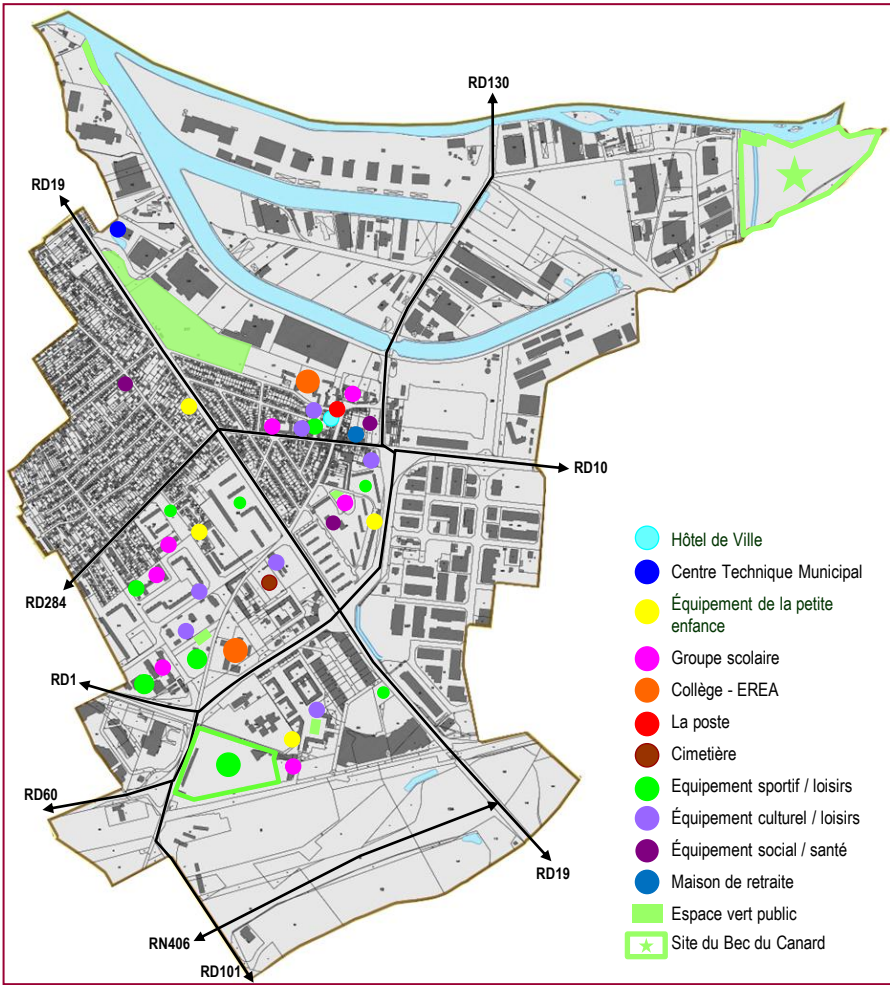 RD130
RD19
RD10
RD284
RD1
RD60
RD19
RN406
RD101
Hôtel de Ville
Centre Technique Municipal
Équipement de la petite
enfance
Groupe scolaire
Collège - EREA
La poste
Cimetière
Equipement sportif / loisirs
Équipement culturel / loisirs
Équipement social / santé
Maison de retraite
Espace vert public
Site du Bec du Canard